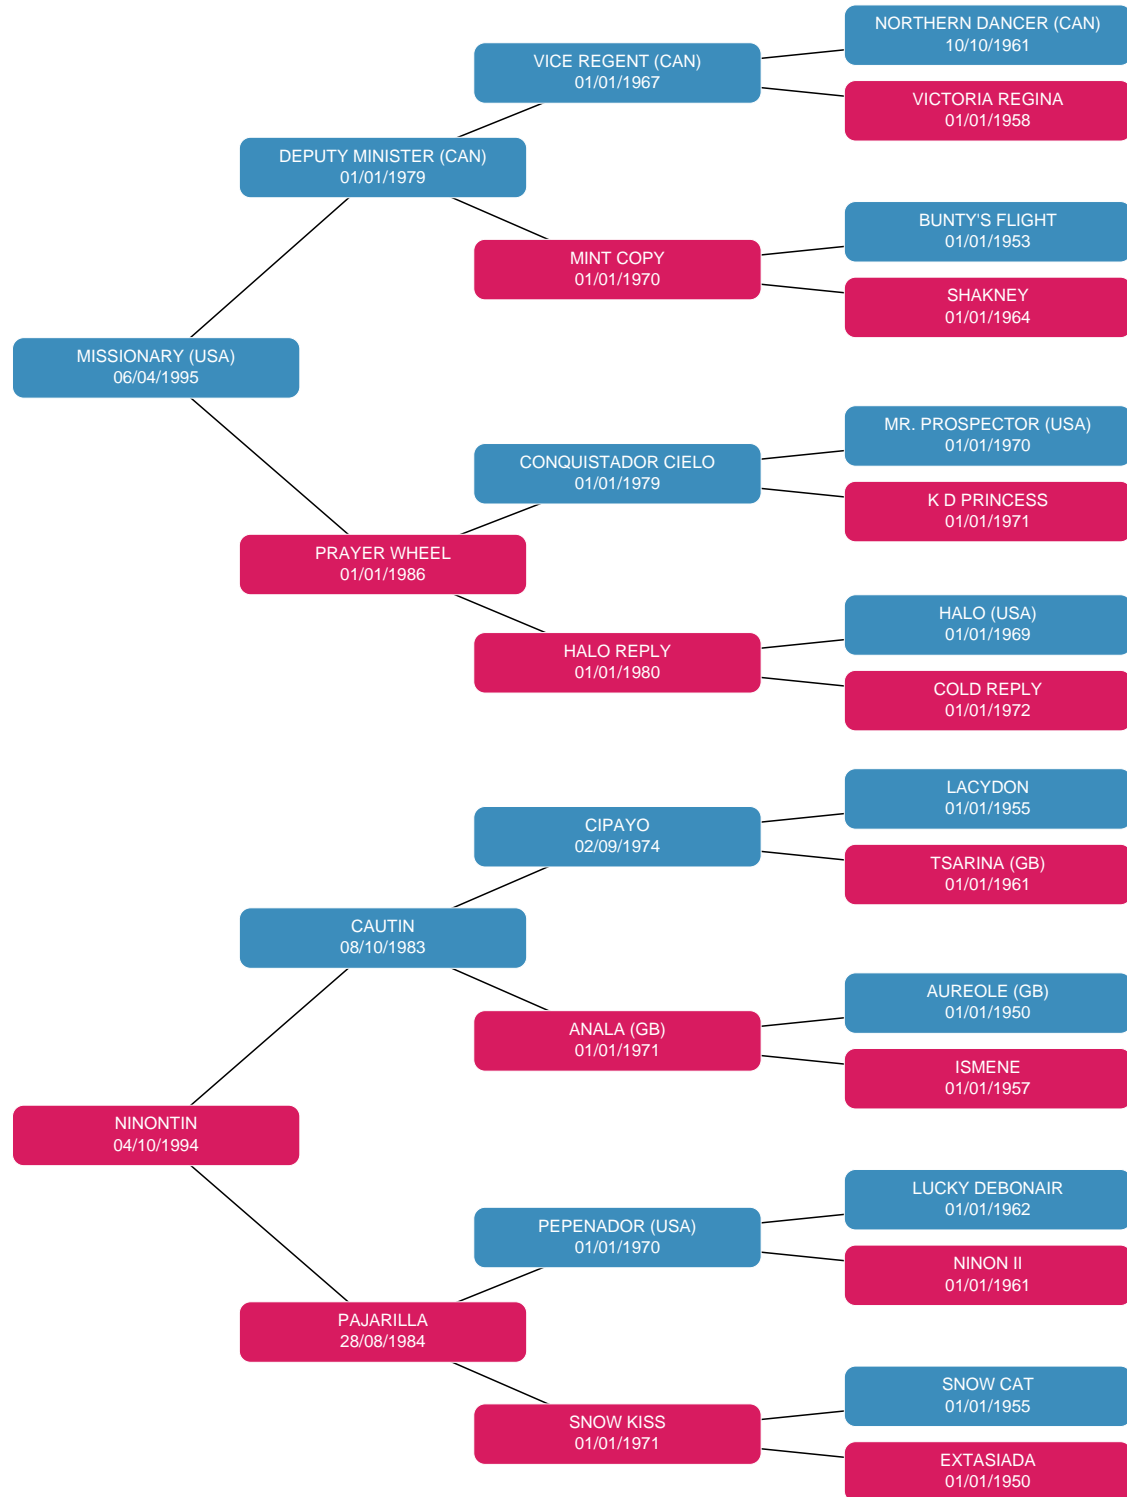 NORTHERN DANCER (CAN)
10/10/1961
VICE REGENT (CAN)
01/01/1967
VICTORIA REGINA
01/01/1958
DEPUTY MINISTER (CAN)
01/01/1979
BUNTY'S FLIGHT
01/01/1953
MINT COPY
01/01/1970
SHAKNEY
01/01/1964
MISSIONARY (USA)
06/04/1995
MR. PROSPECTOR (USA)
01/01/1970
CONQUISTADOR CIELO
01/01/1979
K D PRINCESS
01/01/1971
PRAYER WHEEL
01/01/1986
HALO (USA)
01/01/1969
HALO REPLY
01/01/1980
COLD REPLY
01/01/1972
LACYDON
01/01/1955
CIPAYO
02/09/1974
TSARINA (GB)
01/01/1961
CAUTIN
08/10/1983
AUREOLE (GB)
01/01/1950
ANALA (GB)
01/01/1971
ISMENE
01/01/1957
NINONTIN
04/10/1994
LUCKY DEBONAIR
01/01/1962
PEPENADOR (USA)
01/01/1970
NINON II
01/01/1961
PAJARILLA
28/08/1984
SNOW CAT
01/01/1955
SNOW KISS
01/01/1971
EXTASIADA
01/01/1950